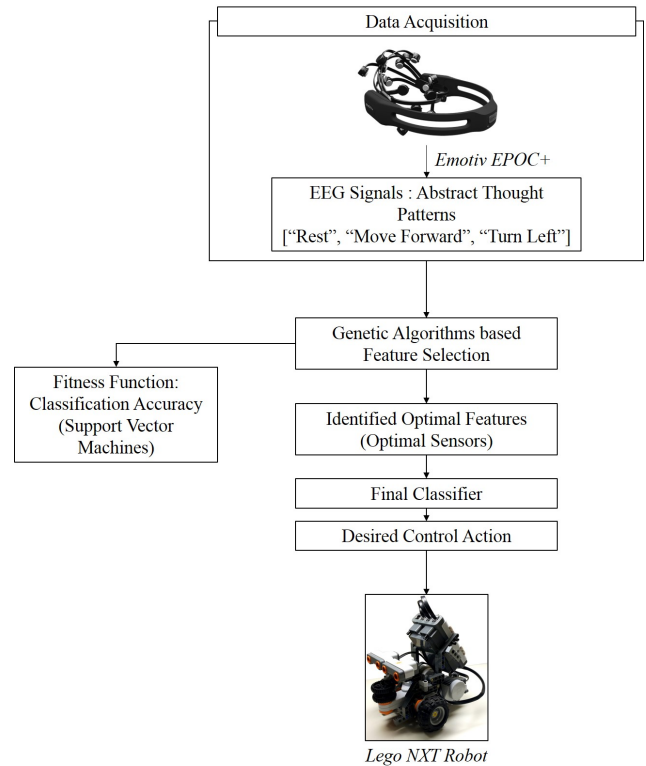 Data Acquisition
Emotiv EPOC+
EEG Signals : Abstract Thought
Patterns
[“Rest”, “Move Forward”, “Turn Left”]
Genetic Algorithms based
Feature Selection
Fitness Function:
Classification Accuracy
(Support Vector
Machines)
Identified Optimal Features
(Optimal Sensors)
Final Classifier
Desired Control Action
Lego NXT Robot